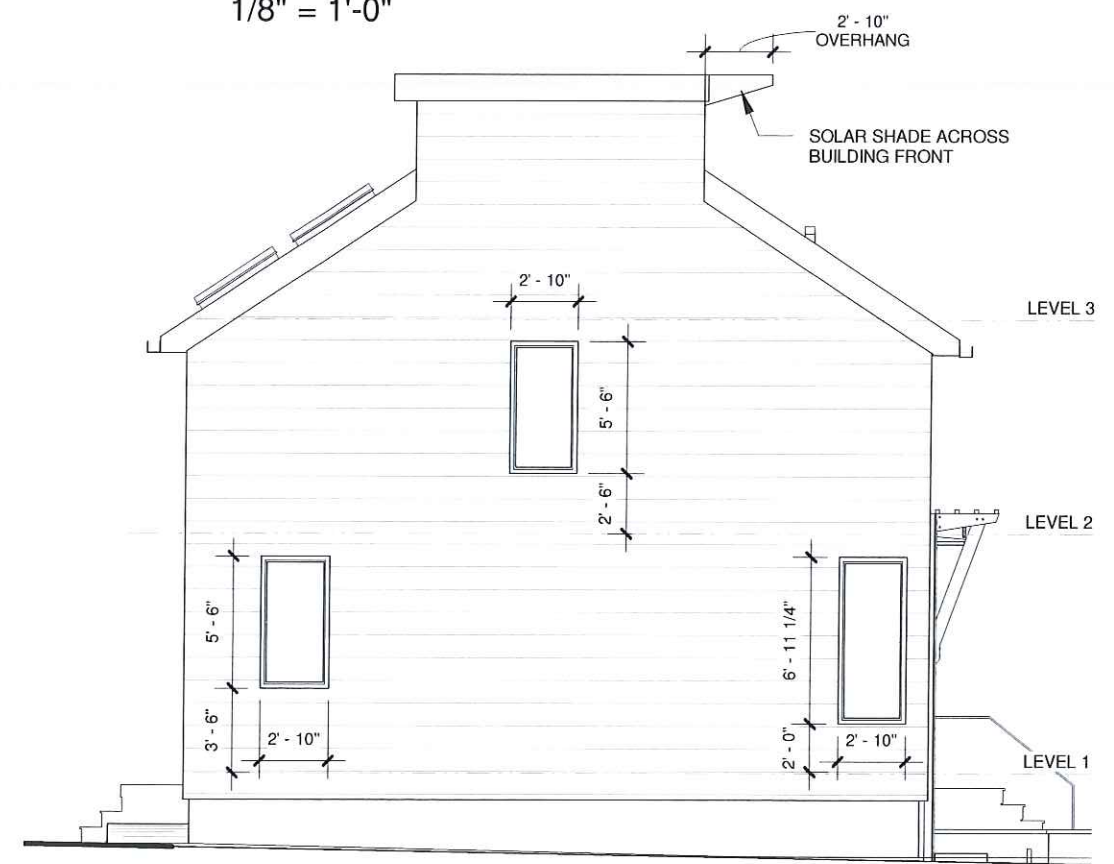 1/8" = 1'-0"
2' - 10"
OVERHANG
SOLAR SHADE ACROSS
BUILDING FRONT
LEVEL 3
2' - 10"
5' - 6"
2' - 6"
LEVEL 2
5' - 6"
3' - 6"
2' - 10"
6' - 11 1/4"
2' - 0"
2' - 10"
LEVEL 1